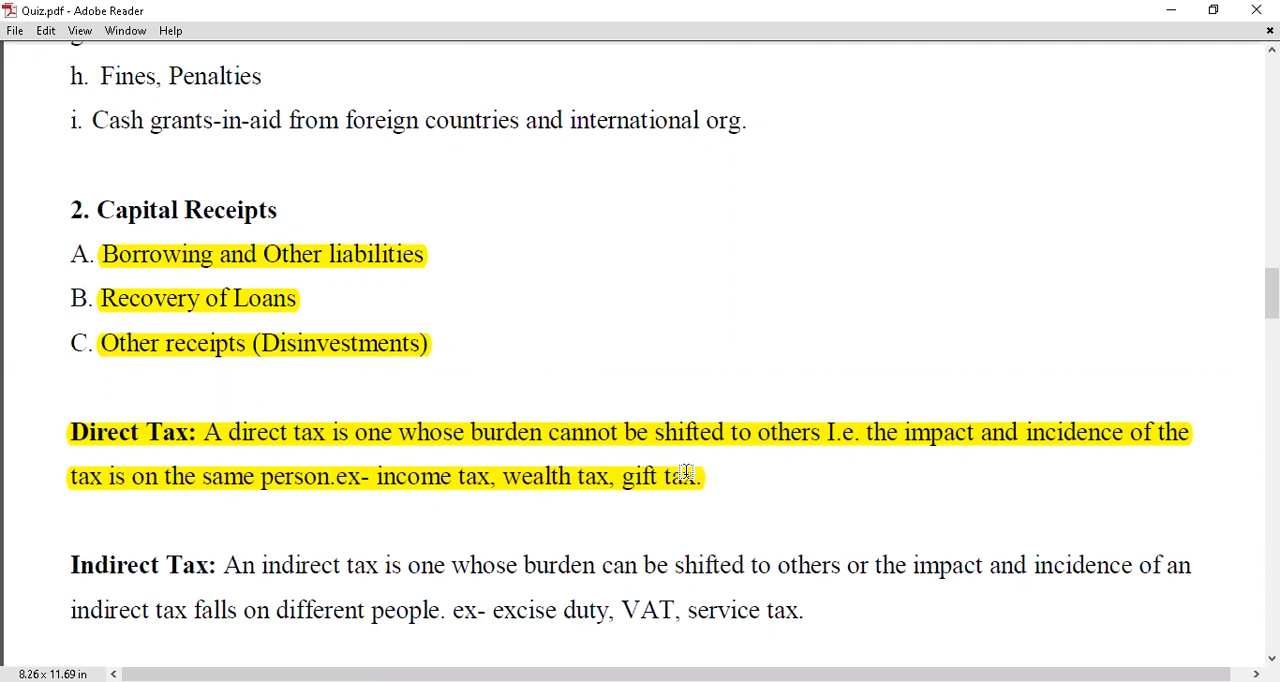 Quiz.pdf - Adobe Reader
File Edit View Window Help
h. Fines, Penalties
i. Cash grants-in-aid from foreign countries and international org.
2. Capital Receipts
A. Borrowing and Other liabilities
B. Recovery of Loans
C. Other receipts (Disinvestments)
Direct Tax: A direct tax is one whose burden cannot be shifted to others I.e. the impact and incidence of the
tax is on the same person.ex- income tax, wealth tax, gift tax.
Indirect Tax: An indirect tax is one whose burden can be shifted to others or the impact and incidence of an
indirect tax falls on different people. ex- excise duty, VAT, service tax.
8.26 x 11.69 in